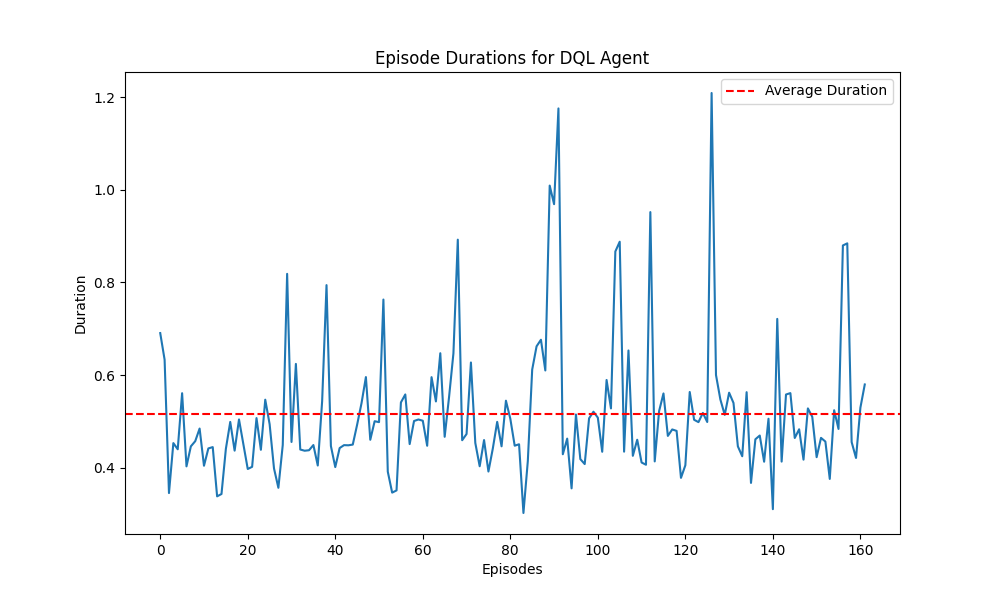 Episode Durations for DQL Agent
Average Duration
1.2
1.0
0.8
0.6
0.4
Duration
0 20 40 60 80 100 120 140 160
Episodes